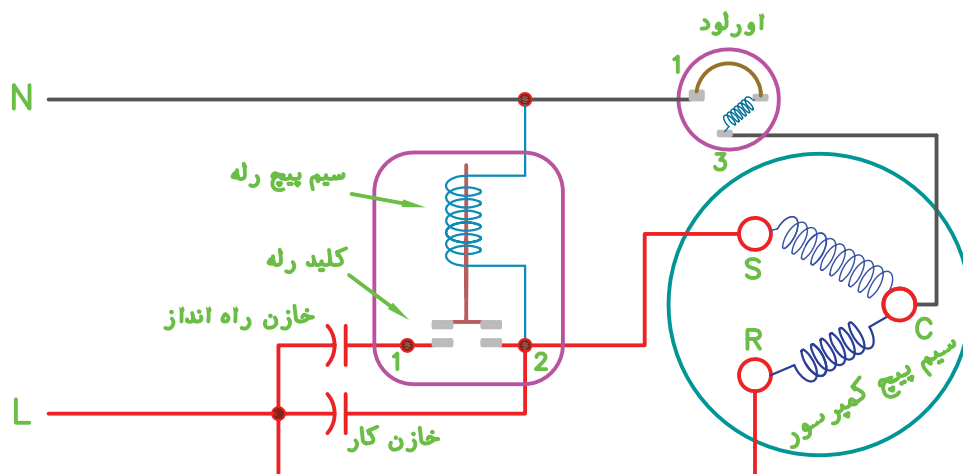 اورلود
1
N
3
سیم پیچ رله
S
کلید رله
C
خازن راه انداز
R
1
2
سیم پیچ کمپرسور
L
خازن کار